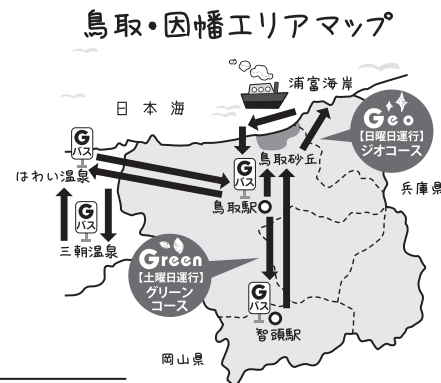 鳥取・因幡エリアマップ
日本海
浦富海岸
Geo
【日曜日運行】
ジオコース
G
バス
はわい温泉
G
バス
鳥取砂丘
兵庫県
鳥取駅
G
バス
三朝温泉
Green
【土曜日運行】
グリーン
コース
G
バス
智頭駅
岡山県